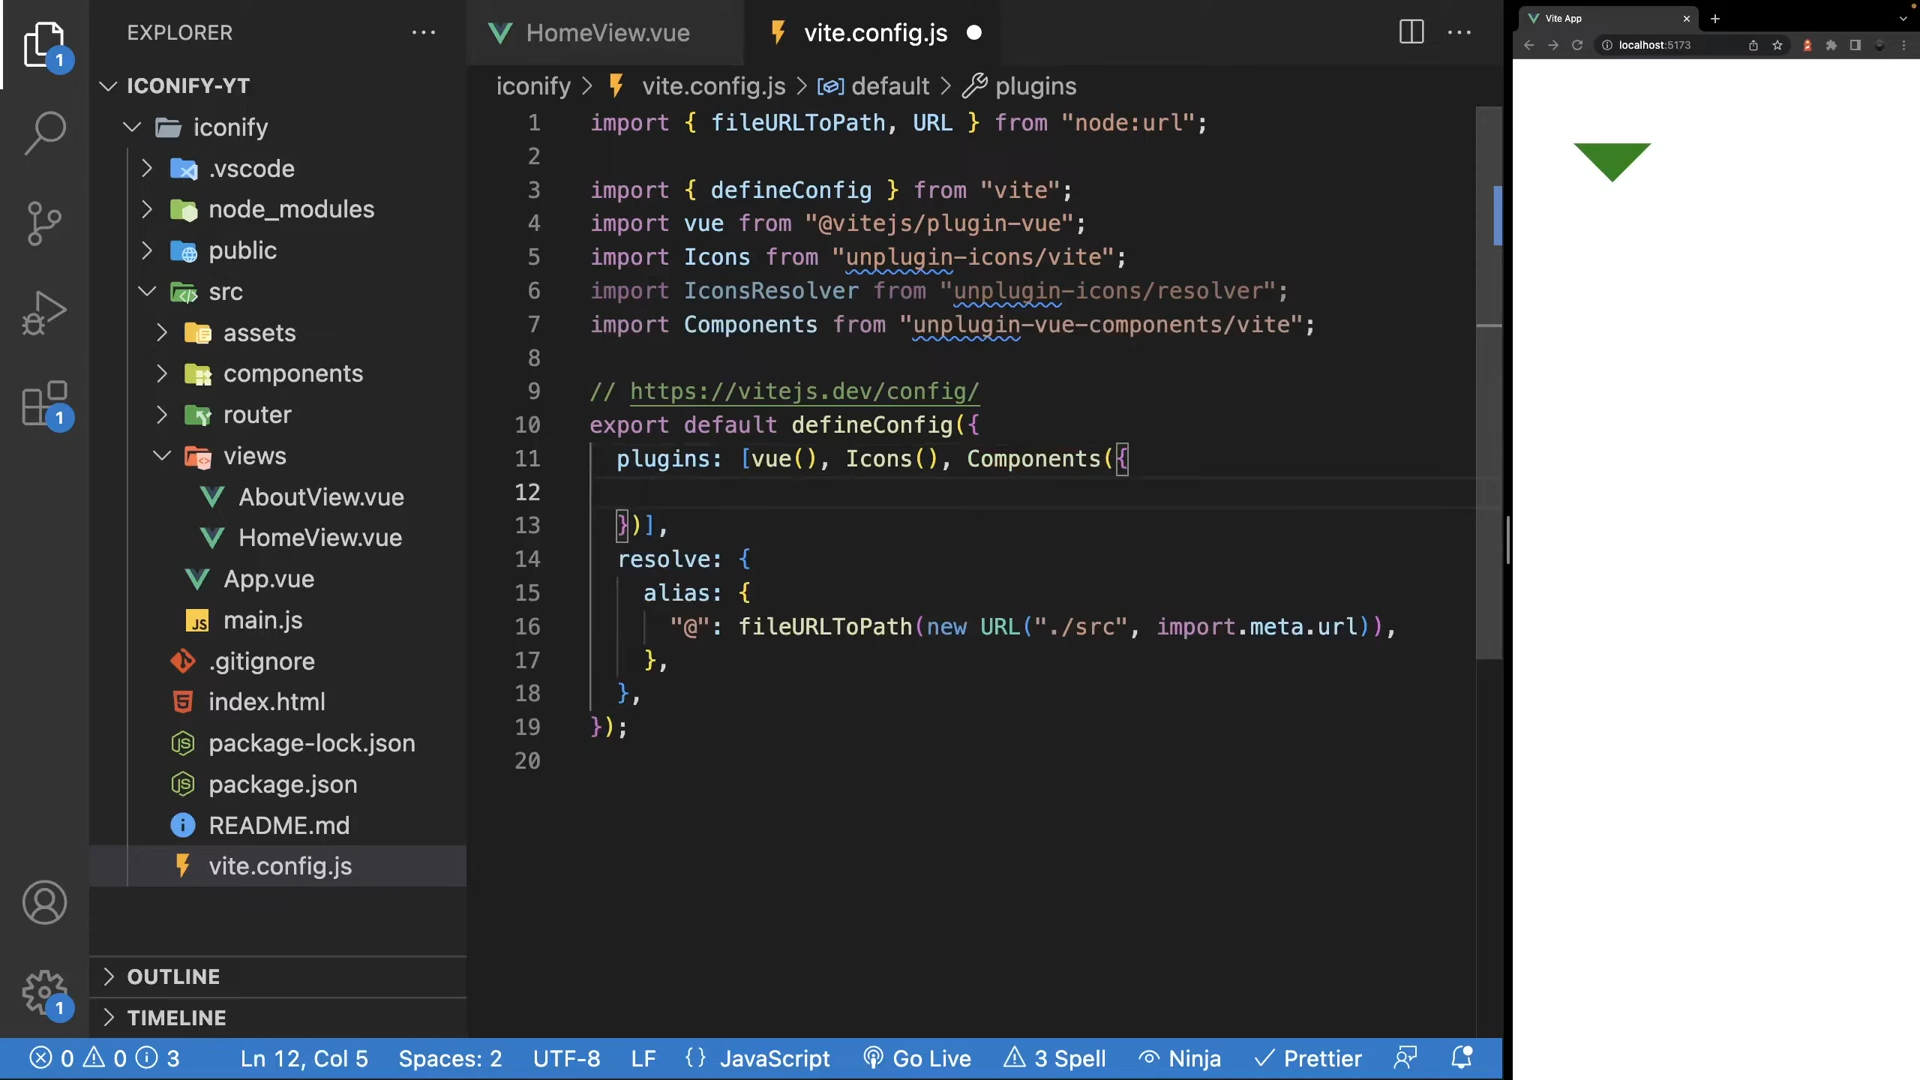 EXPLORER
ICONIFY-YT
iconify
.vscode
node_modules
public
src
assets
components
router
views
AboutView.vue
HomeView.vue
App.vue
main.js
.gitignore
index.html
package-lock.json
package.json
README.md
vite.config.js
OUTLINE
TIMELINE
1
1
1
HomeView.vue
vite.config.js
iconify > vite.config.js > default > plugins
1 import { fileURLToPath, URL } from "node:url";
2
3 import { defineConfig } from "vite";
4 import vue from "@vitejs/plugin-vue";
5 import Icons from "unplugin-icons/vite";
6 import IconsResolver from "unplugin-icons/resolver";
7 import Components from "unplugin-vue-components/vite";
8
9 // https://vitejs.dev/config/
10 export default defineConfig({
11 plugins: [vue(), Icons(), Components({
12
13 })],
14 resolve: {
15 alias: {
16 "@": fileURLToPath(new URL("./src", import.meta.url)),
17 },
18 },
19 });
20
0 0 3 Ln 12, Col 5 Spaces: 2 UTF-8 LF {} JavaScript Go Live 3 Spell Ninja Prettier
Vite App
localhost:5173